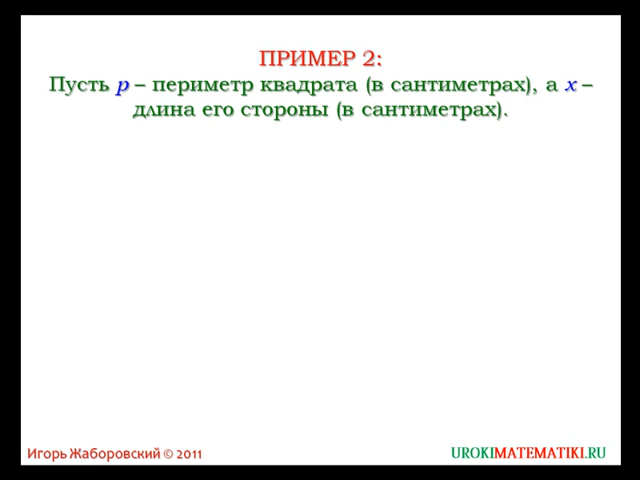 ПРИМЕР 2:
Пусть p – периметр квадрата (в сантиметрах), а x –
длина его стороны (в сантиметрах).
Игорь Жаборовский © 2011
UROKIMATEMATIKI.RU